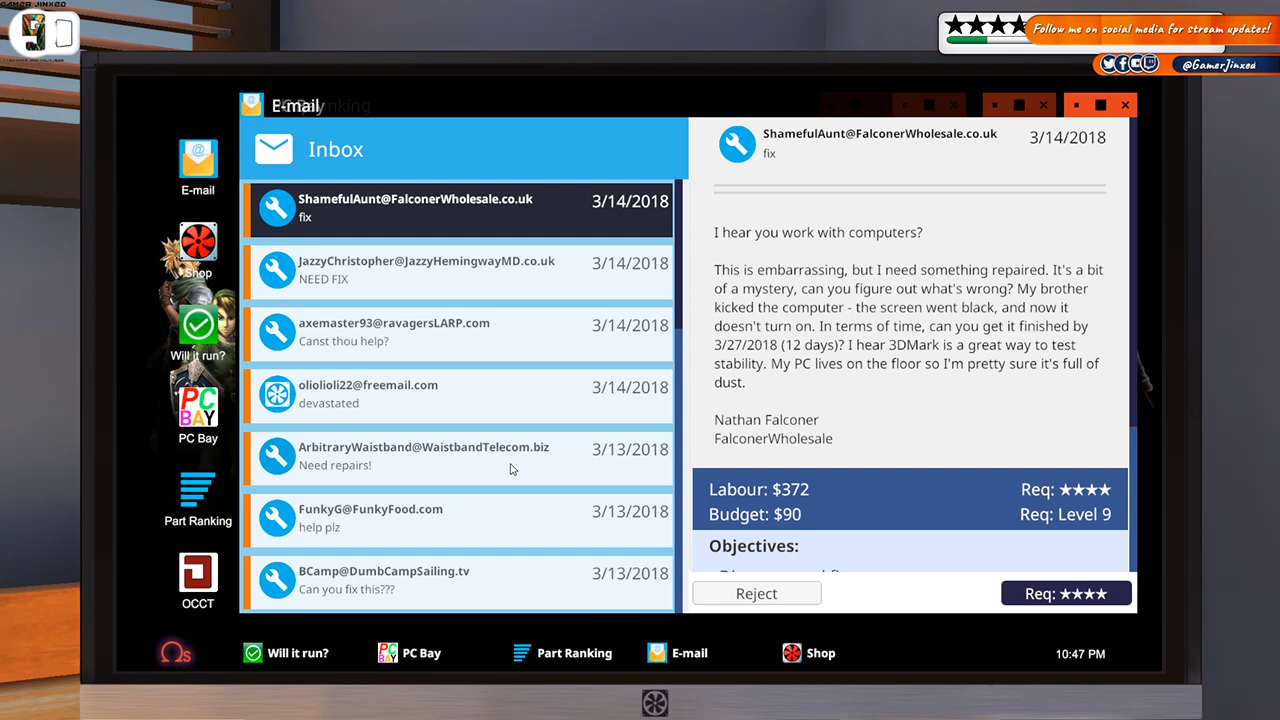 GAMER JINXED
Follow me on social media for stream updates!
@GamerJinxed
E-mail
Inbox
ShamefulAunt@FalconerWholesale.co.uk
3/14/2018
fix
JazzyChristopher@JazzyHemingwayMD.co.uk
3/14/2018
NEED FIX
axemaster93@ravagersLARP.com
3/14/2018
Canst thou help?
oliolioli22@freemail.com
3/14/2018
devastated
ArbitraryWaistband@WaistbandTelecom.biz
3/13/2018
Need repairs!
FunkyG@FunkyFood.com
3/13/2018
help plz
BCamp@DumbCampSailing.tv
3/13/2018
Can you fix this???
ShamefulAunt@FalconerWholesale.co.uk
3/14/2018
fix
I hear you work with computers?
This is embarrassing, but I need something repaired. It's a bit
of a mystery, can you figure out what's wrong? My brother
kicked the computer - the screen went black, and now it
doesn't turn on. In terms of time, can you get it finished by
3/27/2018 (12 days)? I hear 3DMark is a great way to test
stability. My PC lives on the floor so I'm pretty sure it's full of
dust.
Nathan Falconer
FalconerWholesale
Labour: $372
Req: ★★★★
Budget: $90
Req: Level 9
Objectives:
Reject
Req: ★★★★
E-mail
Shop
Will it run?
PC
BAY
PC Bay
Part Ranking
OCCT
Ωs
Will it run?
PC Bay
Part Ranking
E-mail
Shop
10:47 PM